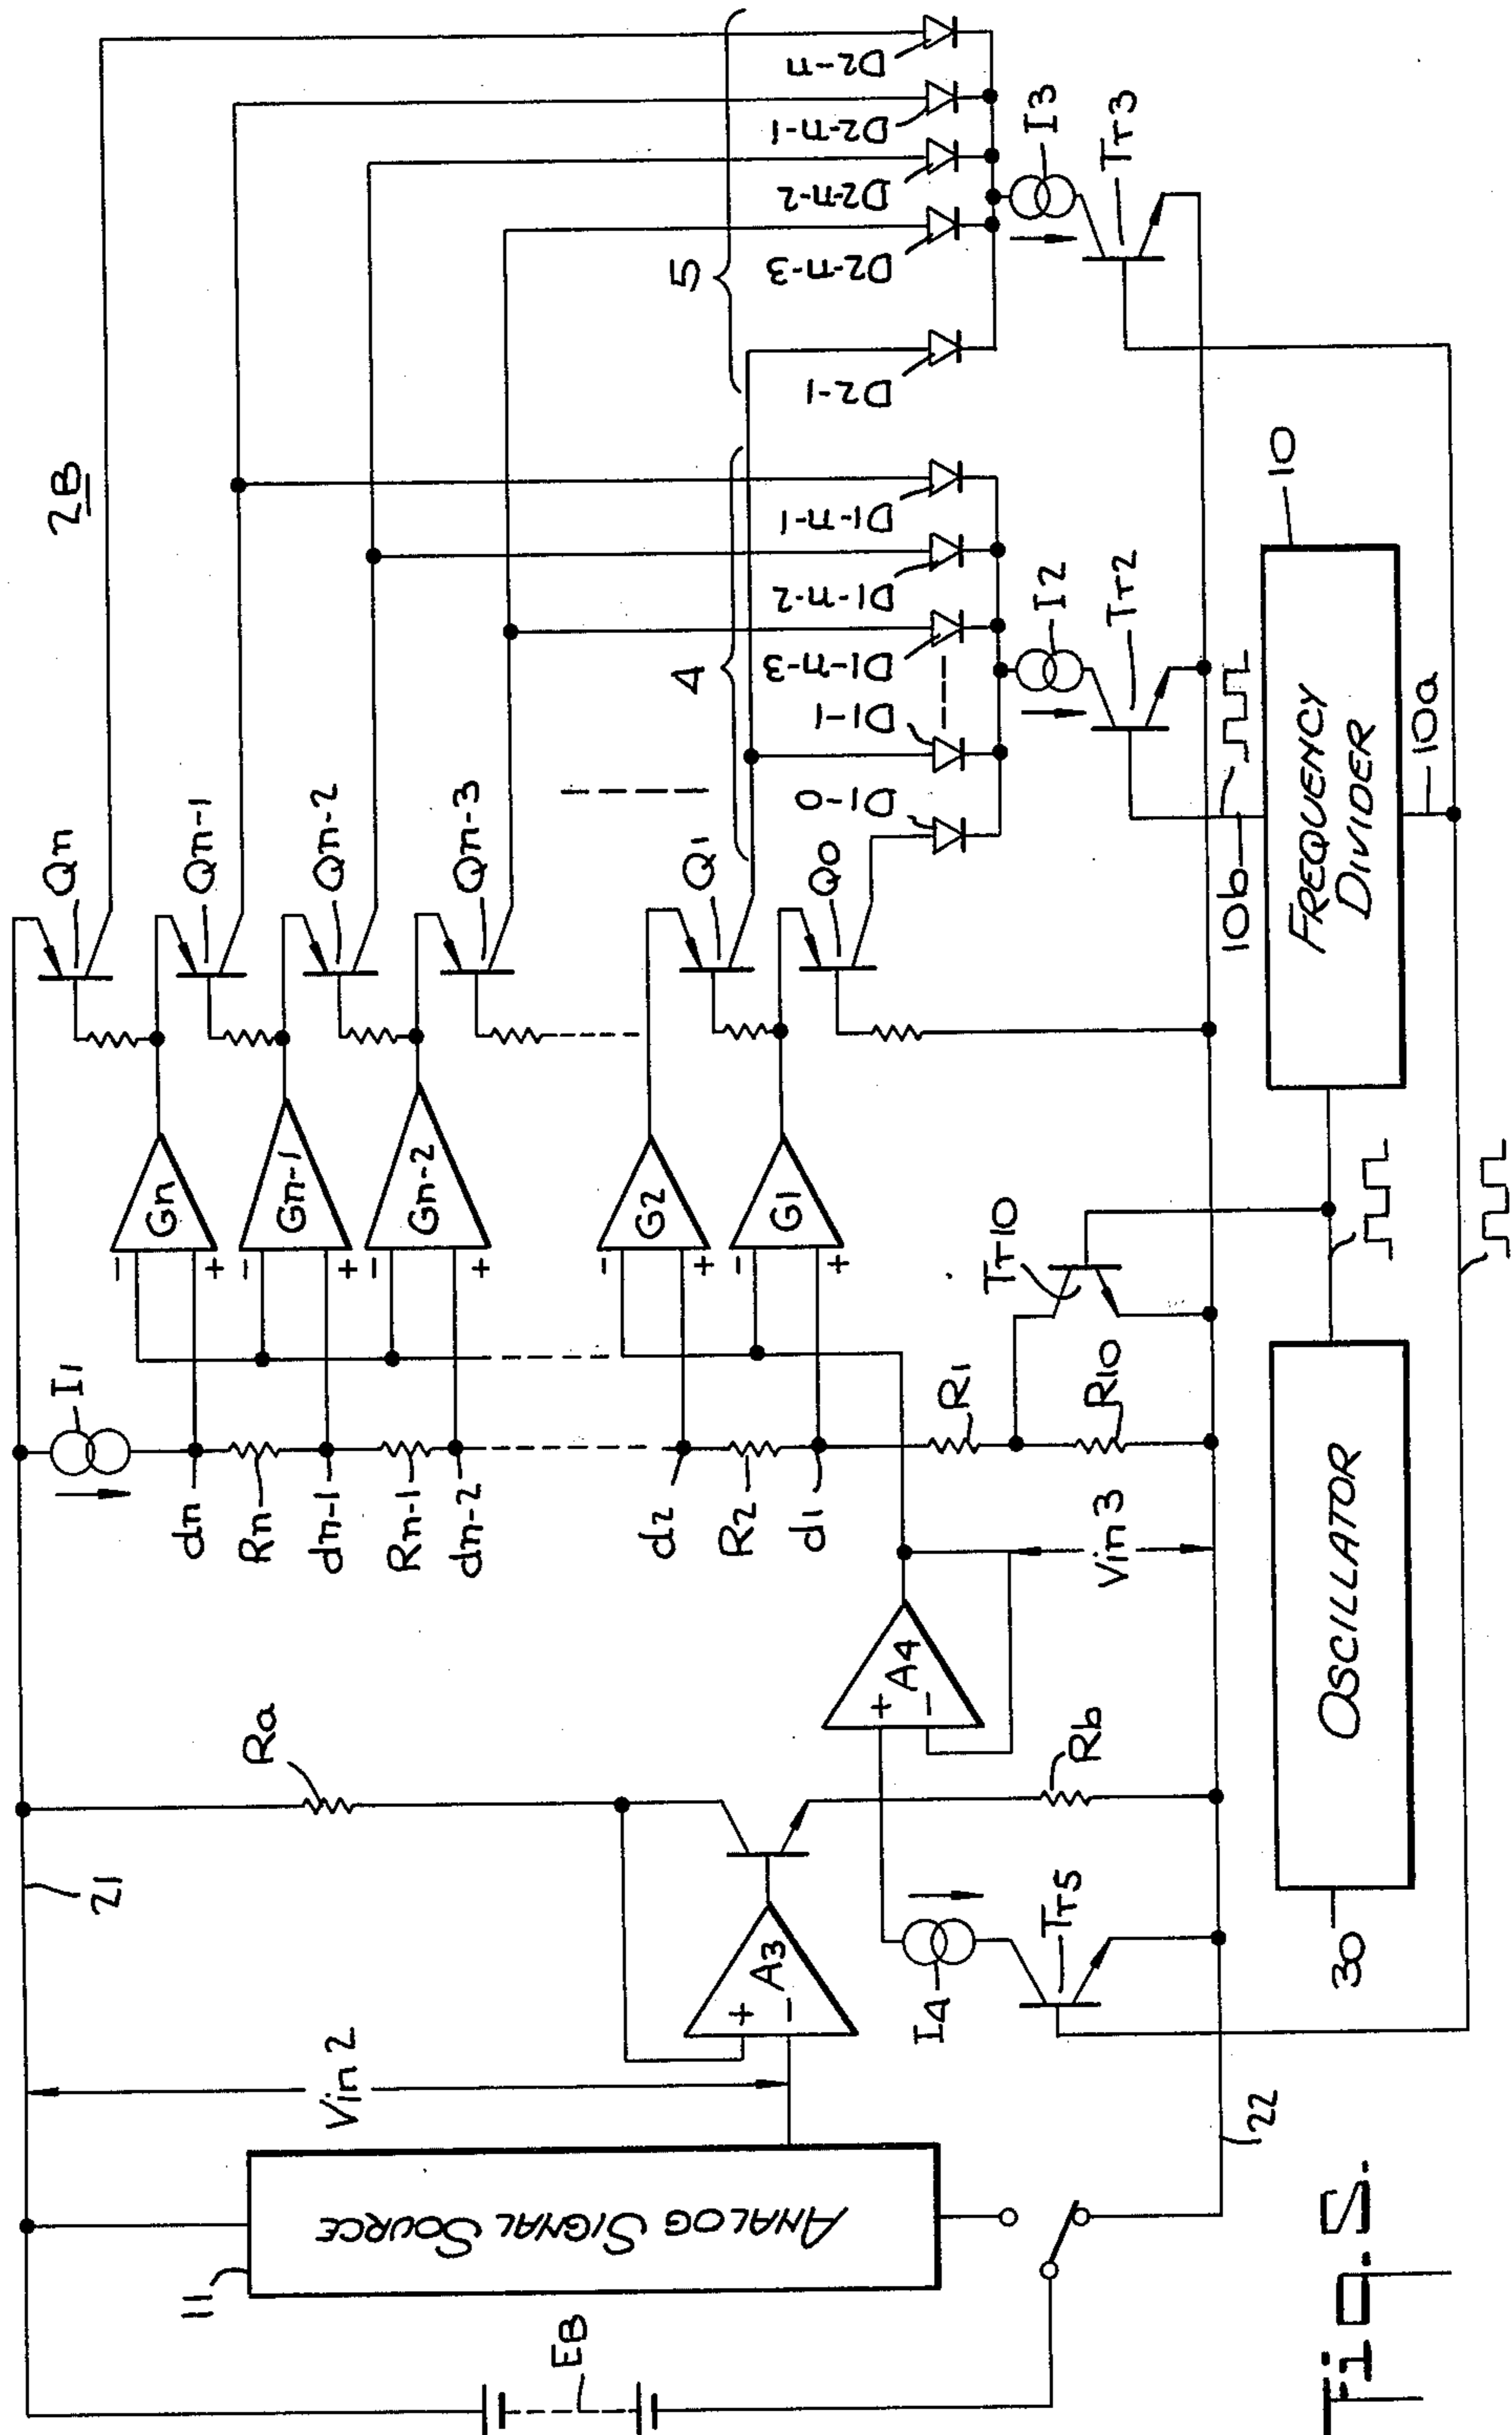 2B
21
Ra
I1
dn
Rn
dn-1
Rn-1
dn-2
d2
R2
d1
R1
R10
- Gn +
- Gn-1 +
- Gn-2 +
- G2 +
- G1 +
Qn
Qn-1
Qn-2
Qn-3
Q1
Q0
4
5
D1-0
D1-1
D1-n-3
D1-n-2
D1-n-1
D2-1
D2-n-3
D2-n-2
D2-n-1
D2-n
I2
Tr2
I3
Tr3
Vin 2
11
ANALOG SIGNAL SOURCE
EB
+ A3 -
+ A4 -
Vin 3
Rb
I4
Tr5
22
Tr10
30
OSCILLATOR
10
FREQUENCY DIVIDER
10a
10b
Fig. 5.